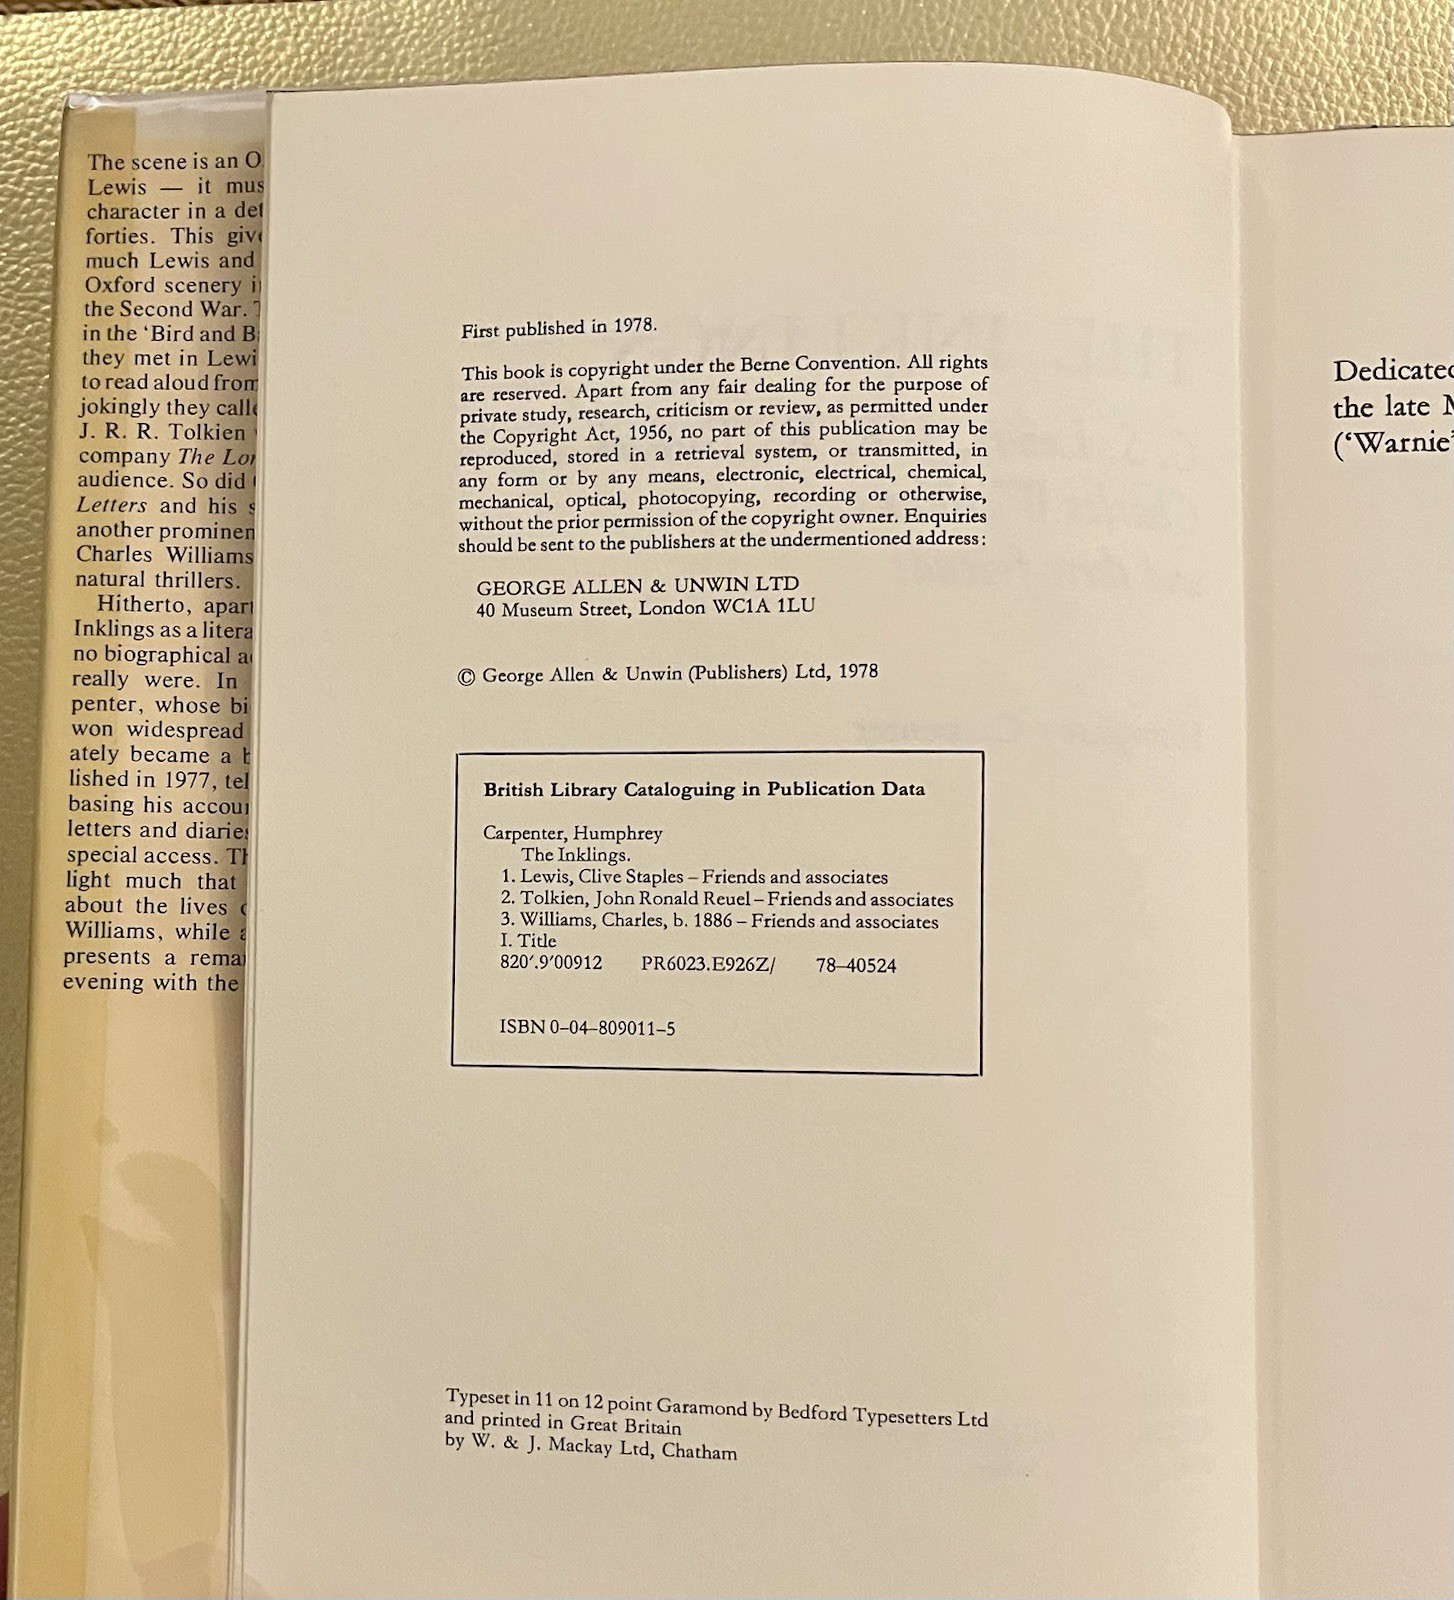 The scene is an O
Lewis — it mus
character in a det
forties. This giv
much Lewis and
Oxford scenery i
the Second War.
in the ‘Bird and B
they met in Lewi
to read aloud from
jokingly they calle
J. R. R. Tolkien
company The Lor
audience. So did
Letters and his s
another prominen
Charles Williams
natural thrillers.
Hitherto, apart
Inklings as a litera
no biographical a
really were. In
penter, whose bi
won widespread
ately became a b
lished in 1977, tel
basing his accou
letters and diaries
special access. Th
light much that
about the lives
Williams, while a
presents a rema
evening with the
First published in 1978.
This book is copyright under the Berne Convention. All rights
are reserved. Apart from any fair dealing for the purpose of
private study, research, criticism or review, as permitted under
the Copyright Act, 1956, no part of this publication may be
reproduced, stored in a retrieval system, or transmitted, in
any form or by any means, electronic, electrical, chemical,
mechanical, optical, photocopying, recording or otherwise,
without the prior permission of the copyright owner. Enquiries
should be sent to the publishers at the undermentioned address:
GEORGE ALLEN & UNWIN LTD
40 Museum Street, London WC1A 1LU
© George Allen & Unwin (Publishers) Ltd, 1978
British Library Cataloguing in Publication Data
Carpenter, Humphrey
The Inklings.
1. Lewis, Clive Staples – Friends and associates
2. Tolkien, John Ronald Reuel – Friends and associates
3. Williams, Charles, b. 1886 – Friends and associates
I. Title
820′.9′00912 PR6023.E926Z/ 78–40524
ISBN 0–04–809011–5
Typeset in 11 on 12 point Garamond by Bedford Typesetters Ltd
and printed in Great Britain
by W. & J. Mackay Ltd, Chatham
Dedicated
the late M
(‘Warnie’